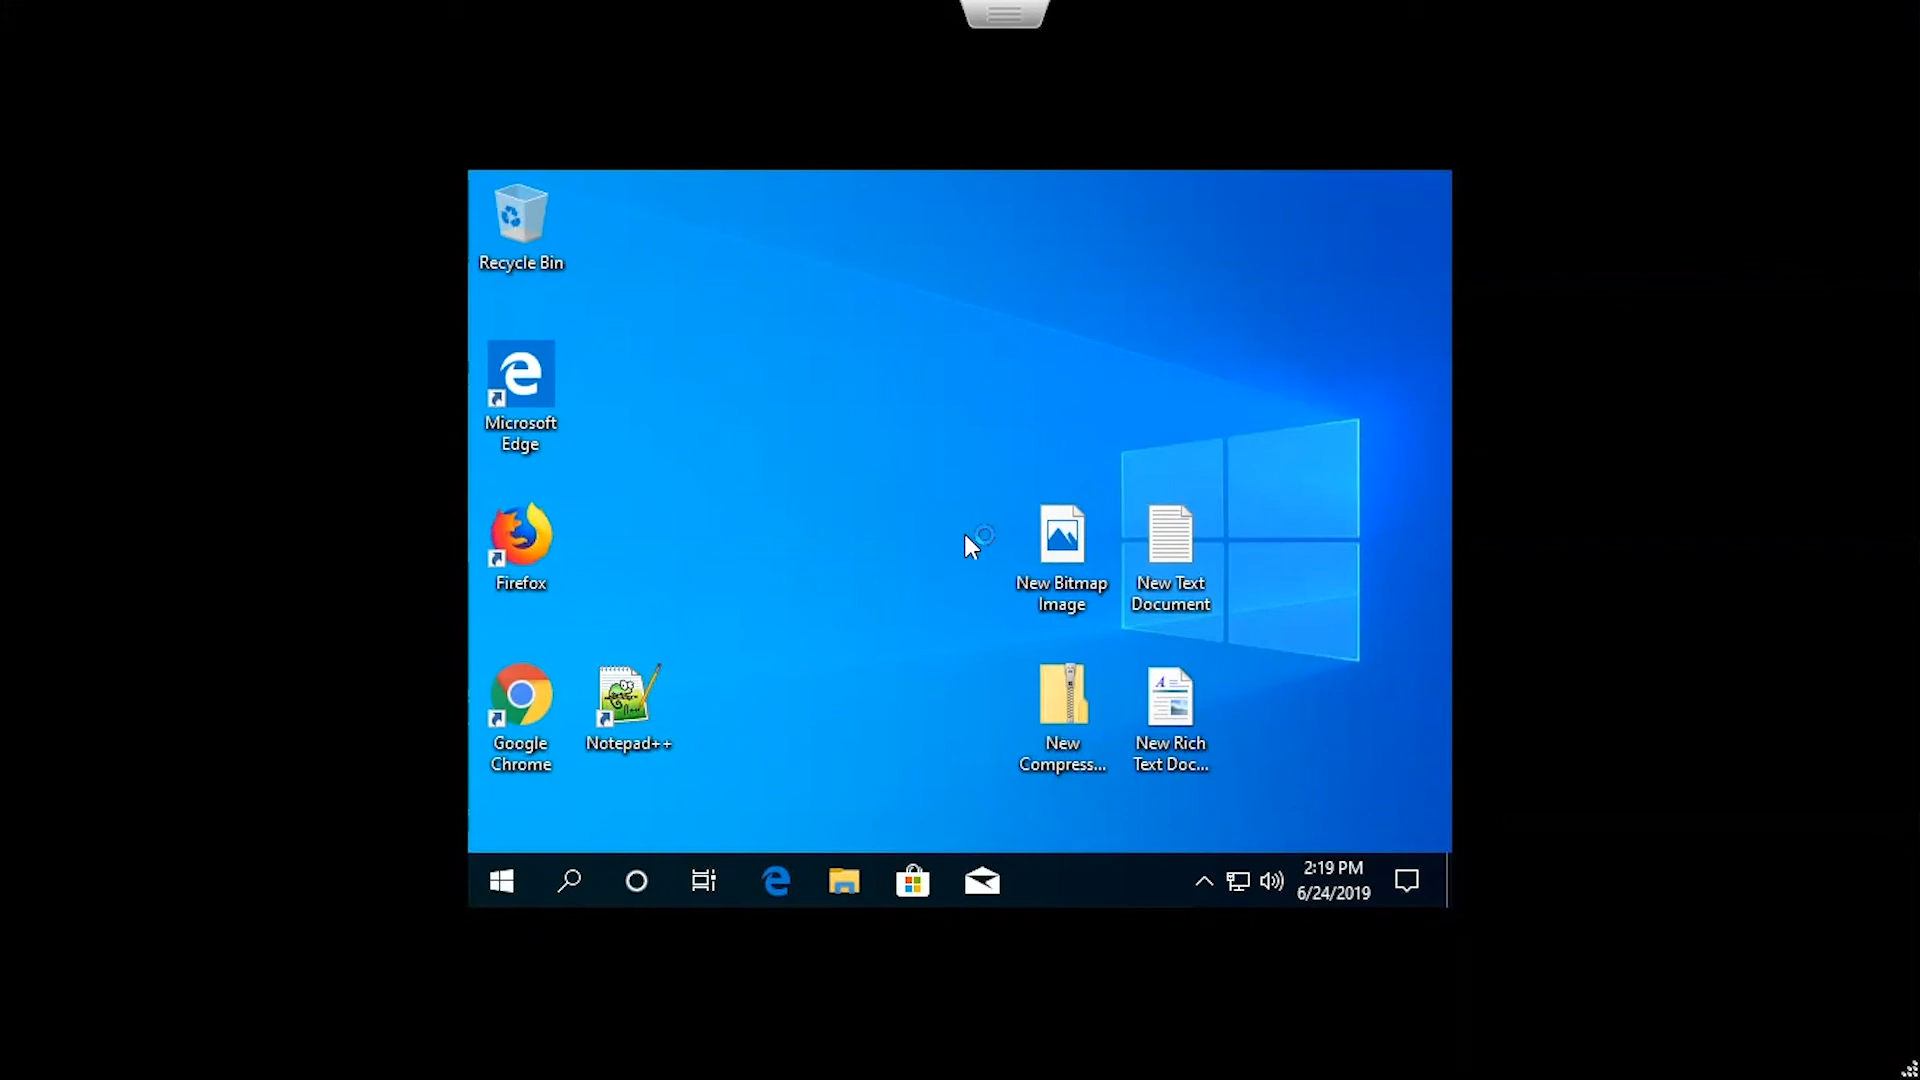 Recycle Bin
Microsoft
Edge
Firefox
New Bitmap
Image
New Text
Document
Google
Chrome
Notepad++
New
Compress...
New Rich
Text Doc...
2:19 PM
6/24/2019